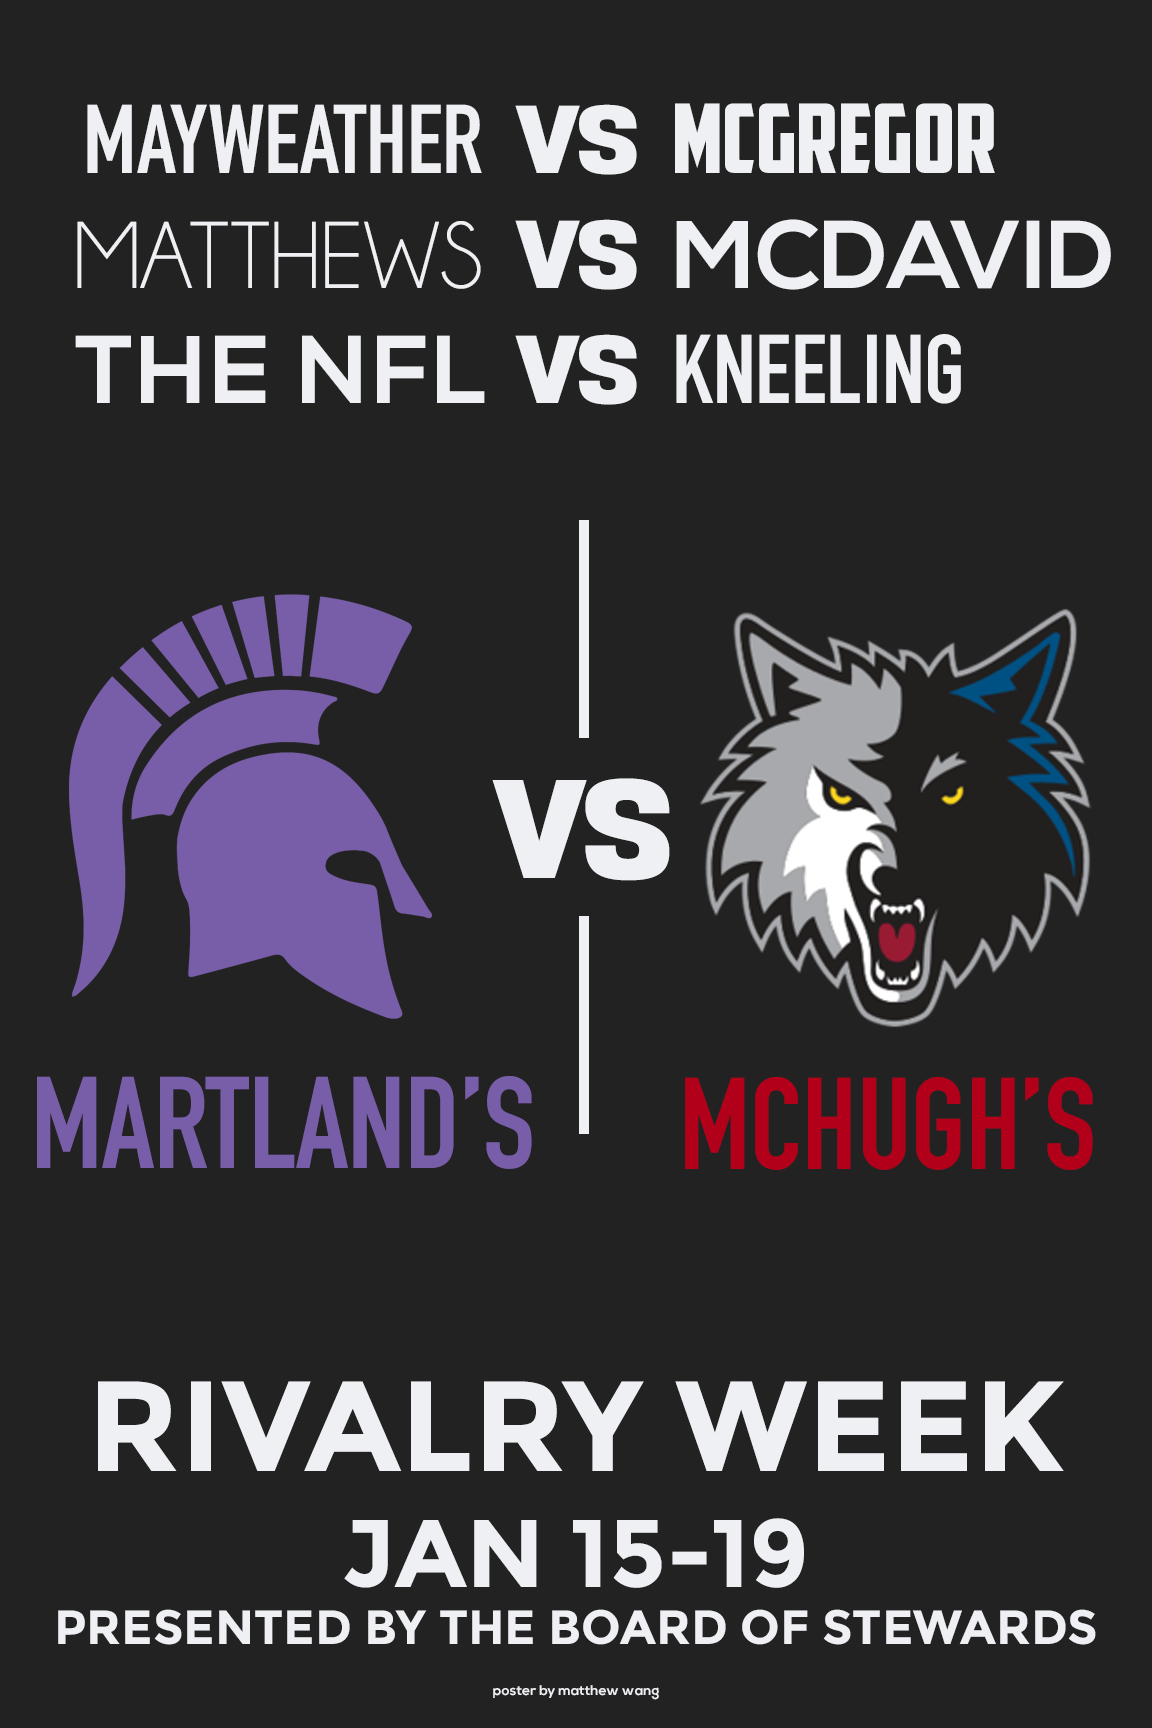 MAYWEATHER VS MCGREGOR
MATTHEWS VS MCDAVID
THE NFL VS KNEELING
VS
MARTLAND'S
MCHUGH'S
RIVALRY WEEK
JAN 15-19
PRESENTED BY THE BOARD OF STEWARDS
poster by matthew wang